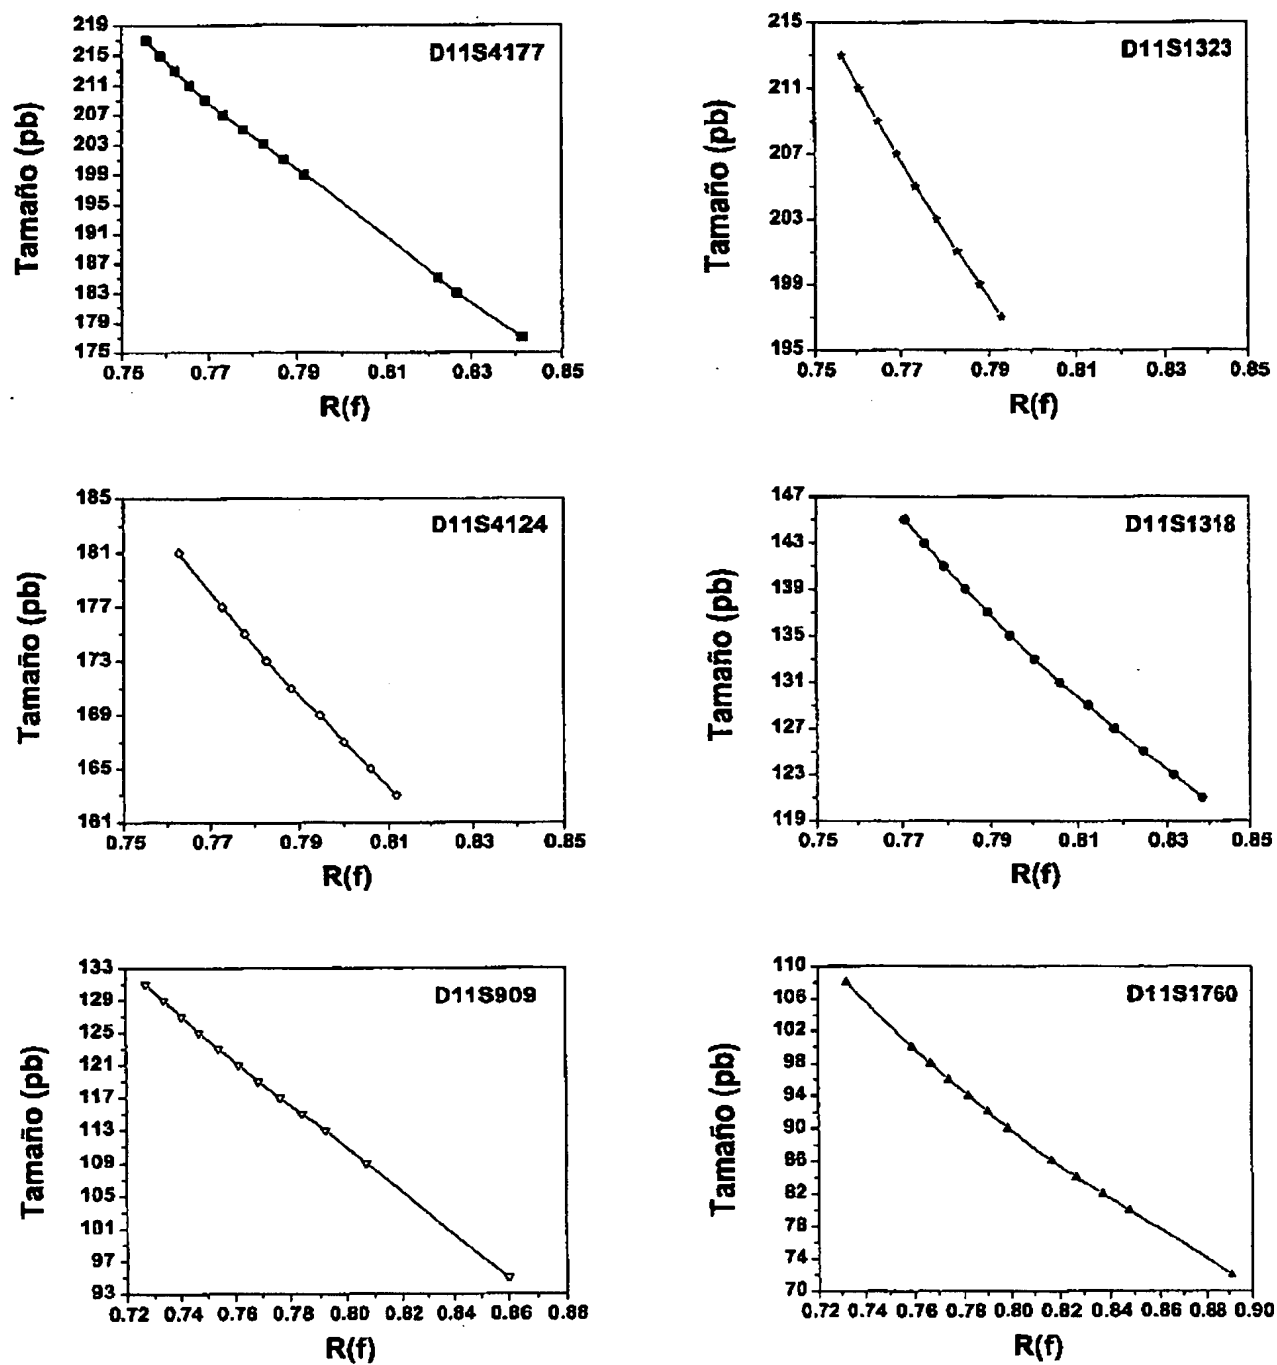 D11S4177
Tamaño (pb)
219
215
211
207
203
199
195
191
187
183
179
175
0.75 0.77 0.79 0.81 0.83 0.85
R(f)
D11S1323
Tamaño (pb)
215
211
207
203
199
195
0.75 0.77 0.79 0.81 0.83 0.85
R(f)
D11S4124
Tamaño (pb)
185
181
177
173
169
165
161
0.75 0.77 0.79 0.81 0.83 0.85
R(f)
D11S1318
Tamaño (pb)
147
143
139
135
131
127
123
119
0.75 0.77 0.79 0.81 0.83 0.85
R(f)
D11S909
Tamaño (pb)
133
129
125
121
117
113
109
105
101
97
93
0.72 0.74 0.76 0.78 0.80 0.82 0.84 0.86 0.88
R(f)
D11S1760
Tamaño (pb)
110
106
102
98
94
90
86
82
78
74
70
0.72 0.74 0.76 0.78 0.80 0.82 0.84 0.86 0.88 0.90
R(f)